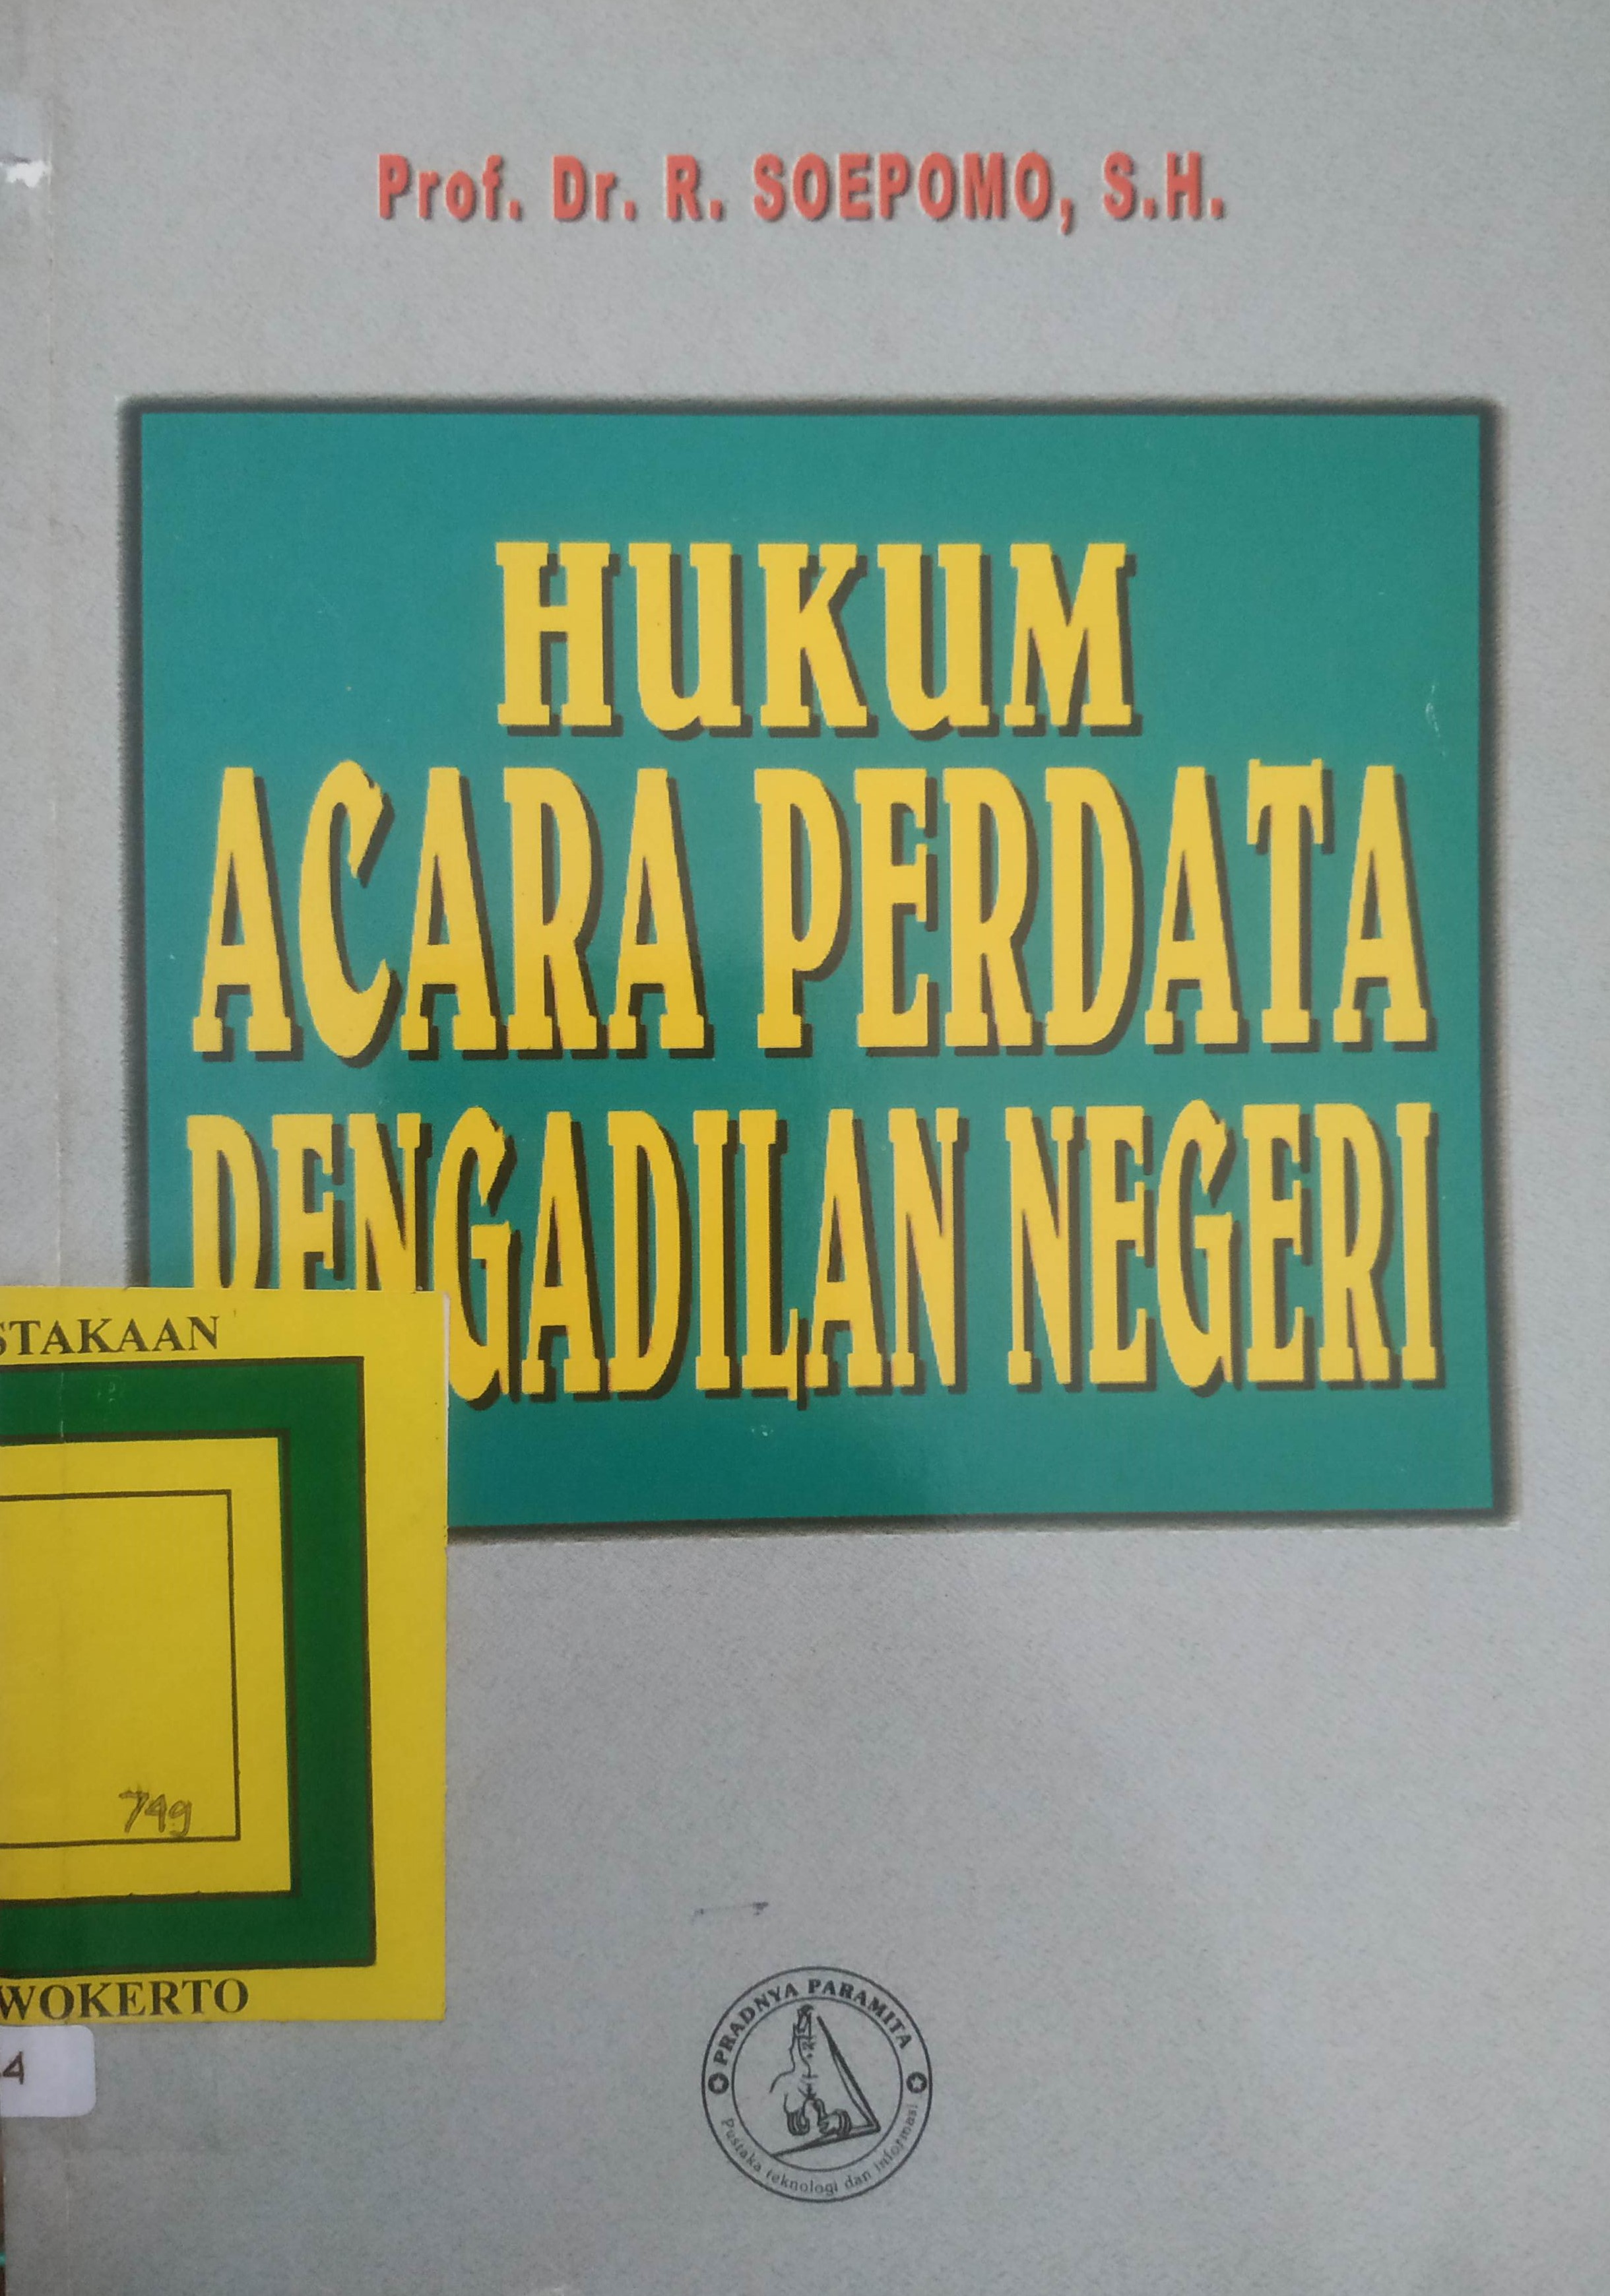 Prof. Dr. R. SOEPOMO, S.H.
HUKUM
ACARA PERDATA
PENGADILAN NEGERI
STAKAAN
749
WOKERTO
4
PRADNYA PARAMITA
Pustaka teknologi dan informasi